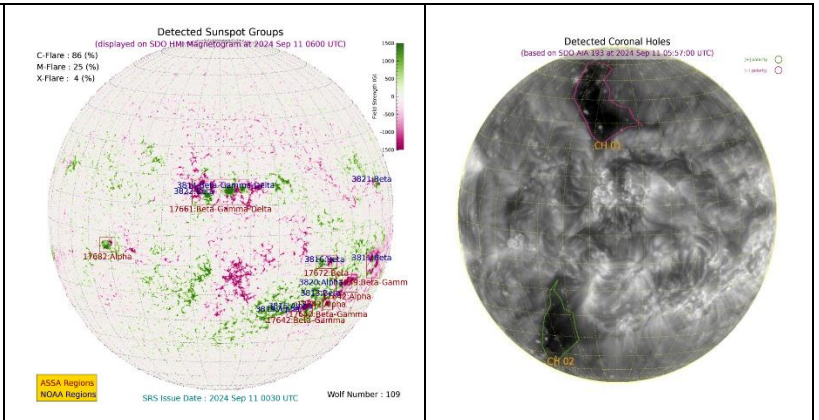 Detected Sunspot Groups
(displayed on SDO HMI Magnetogram at 2024 Sep 11 0600 UTC)
C-Flare : 86 (%)
M-Flare : 25 (%)
X-Flare : 4 (%)
1500
1000
500
0
-500
-1000
-1500
Field Strength (G)
3821:Beta
17661:Beta-Gamma-Delta
17682:Alpha
3816:Beta
17672:Beta
3820:Alpha
17642:Beta-Gamma
ASSA Regions
NOAA Regions
SRS Issue Date : 2024 Sep 11 0030 UTC
Wolf Number : 109
Detected Coronal Holes
(based on SDO AIA 193 at 2024 Sep 11 05:57:00 UTC)
(+) polarity
(-) polarity
CH 01
CH 02